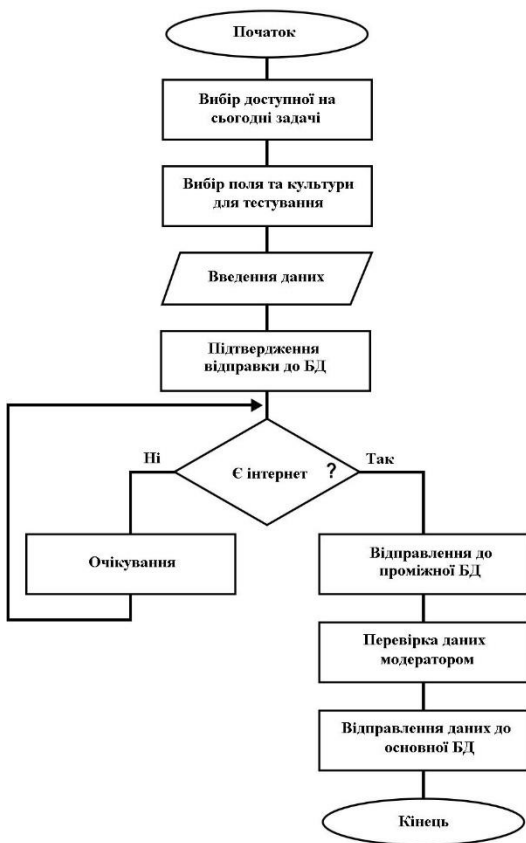 Початок
Вибір доступної на
сьогодні задачі
Вибір поля та культури
для тестування
Введення даних
Підтвердження
відправки до БД
Ні
Є інтернет ?
Так
Очікування
Відправлення до
проміжної БД
Перевірка даних
модератором
Відправлення даних до
основної БД
Кінець